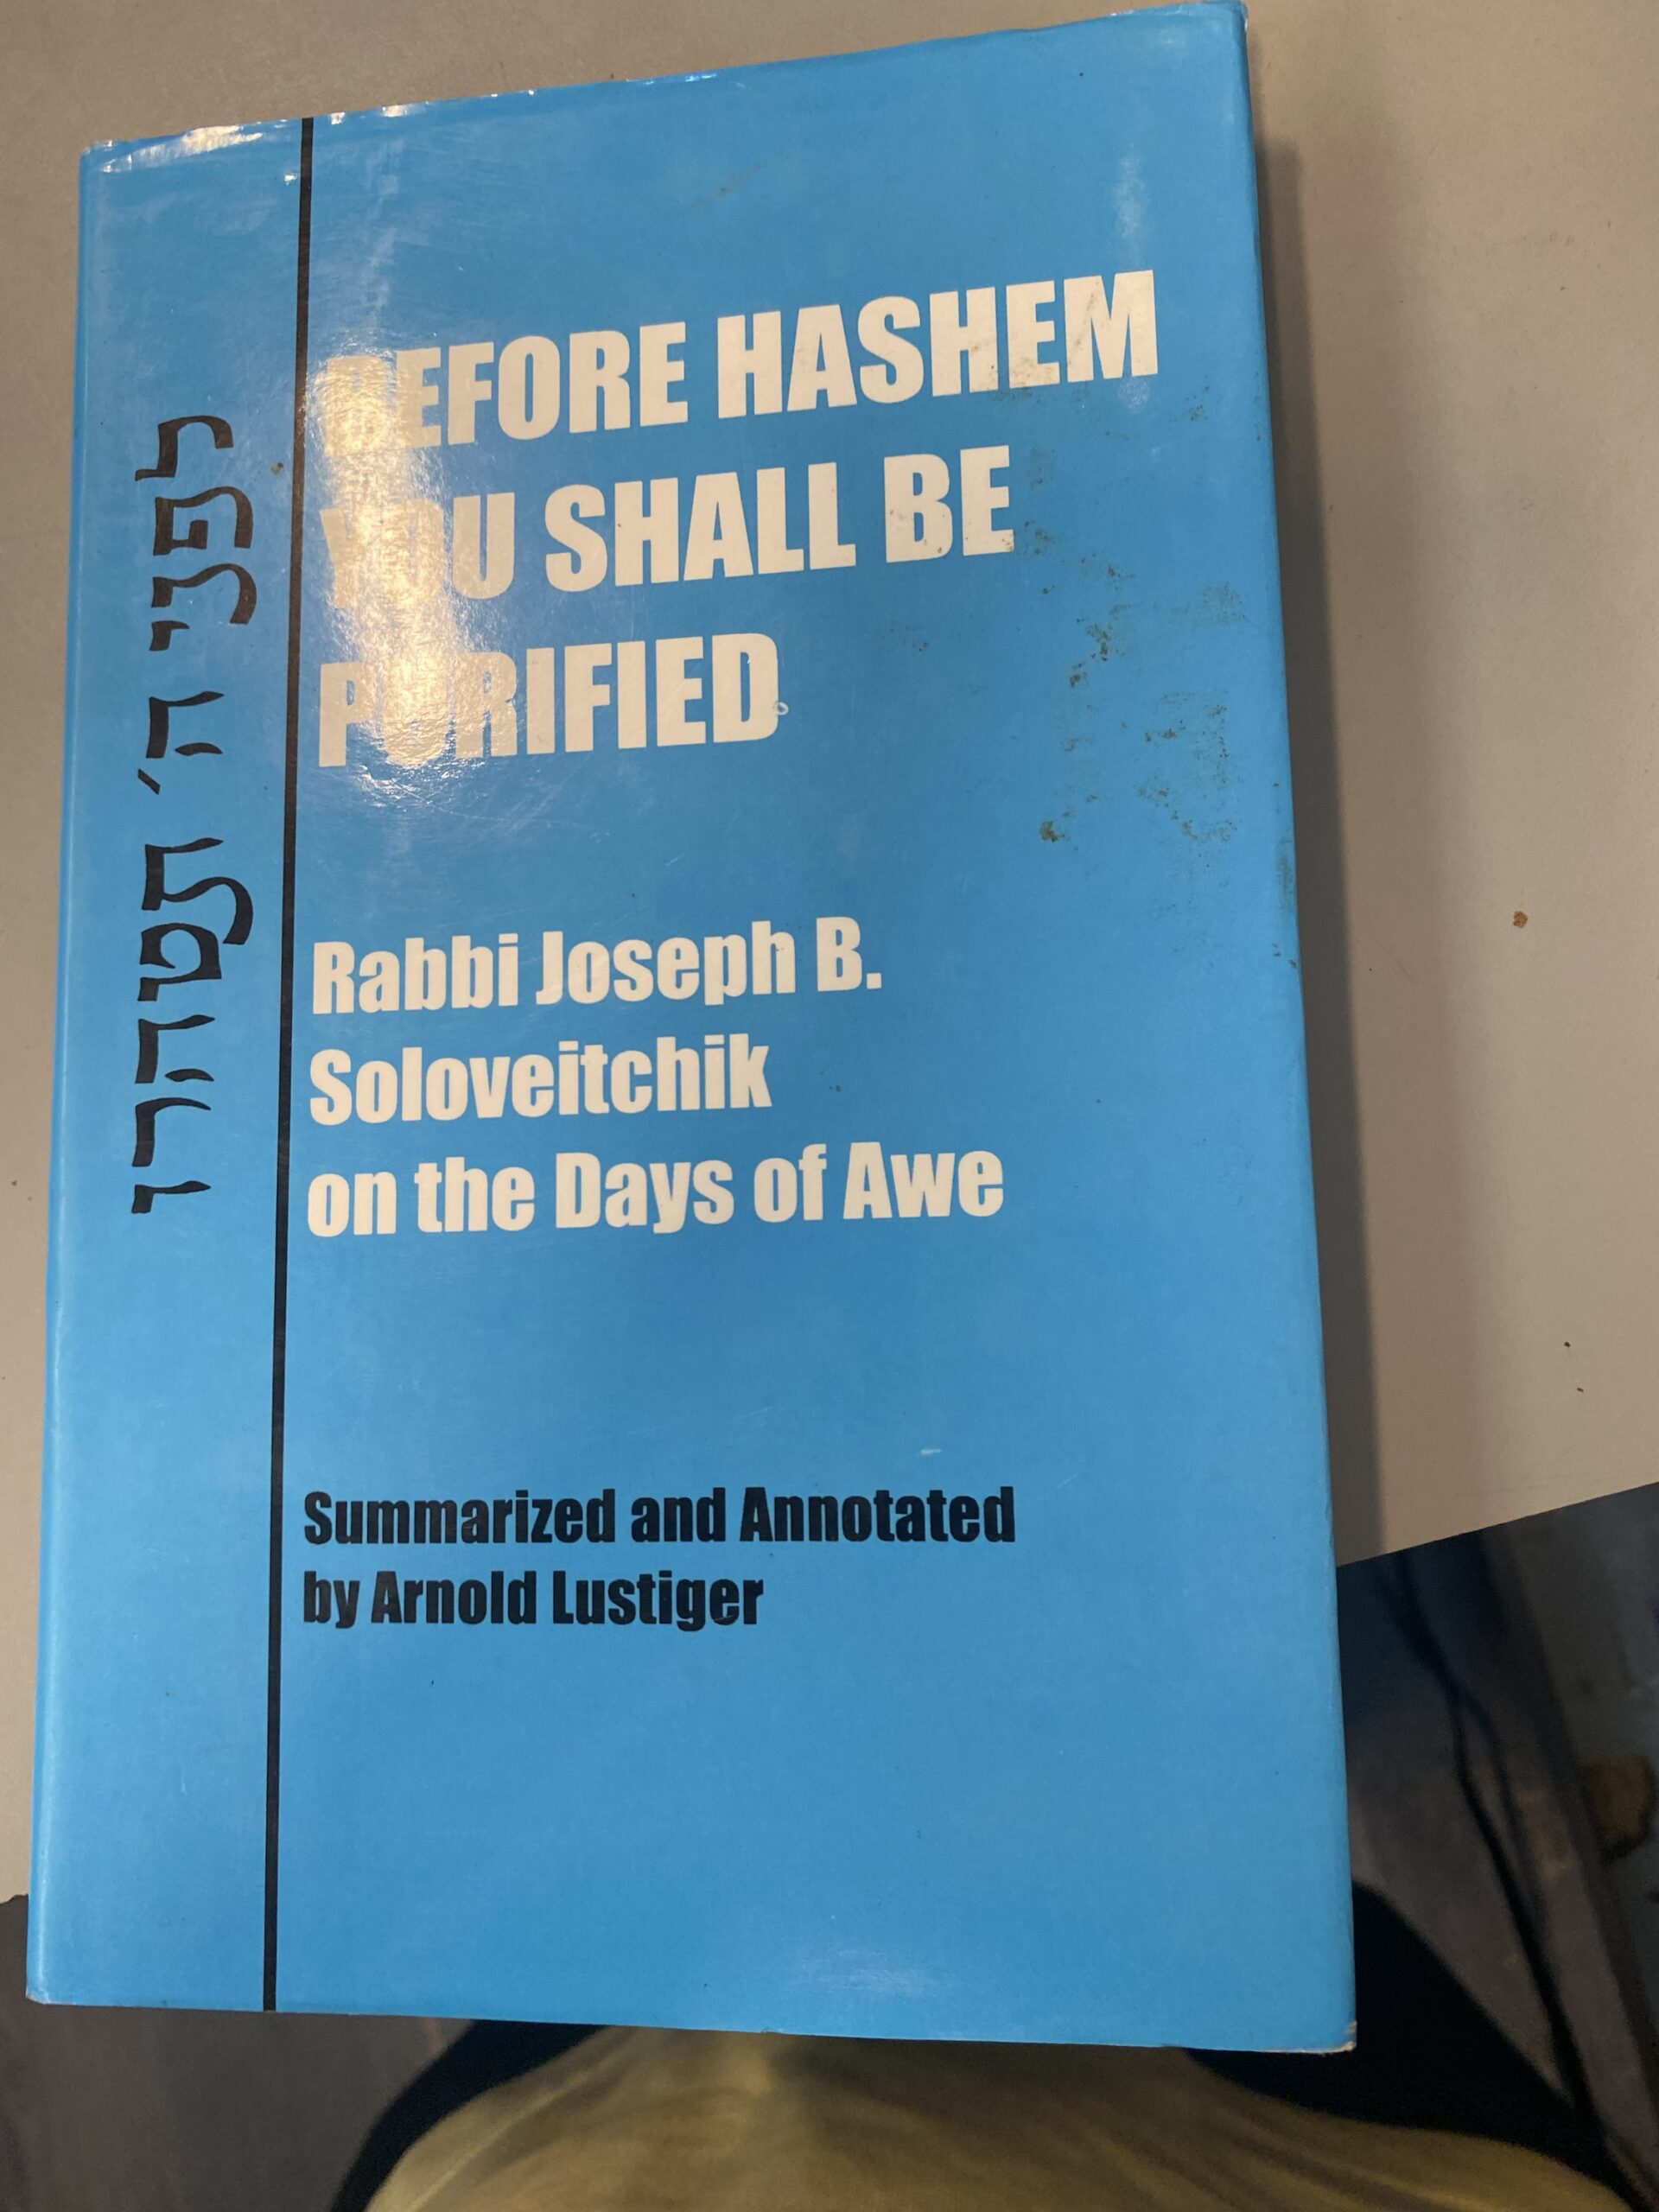 לפני ה׳ תטהרו
BEFORE HASHEM
YOU SHALL BE
PURIFIED
Rabbi Joseph B.
Soloveitchik
on the Days of Awe
Summarized and Annotated
by Arnold Lustiger